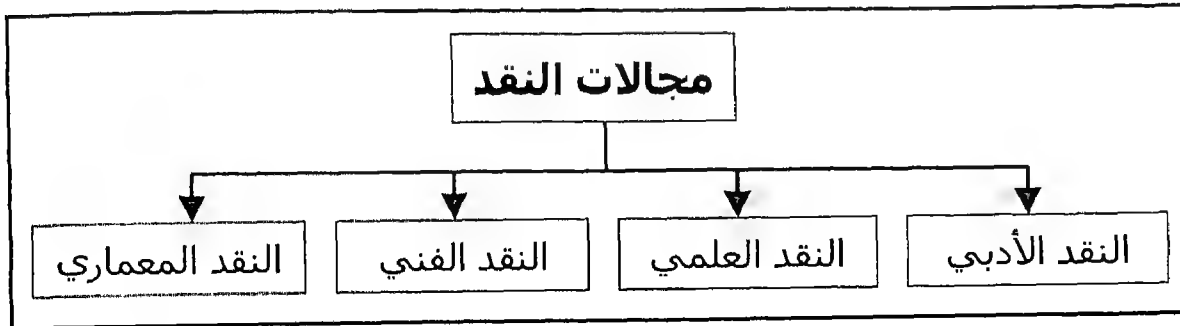 مجالات النقد
النقد الأدبي
النقد العلمي
النقد الفني
النقد المعماري